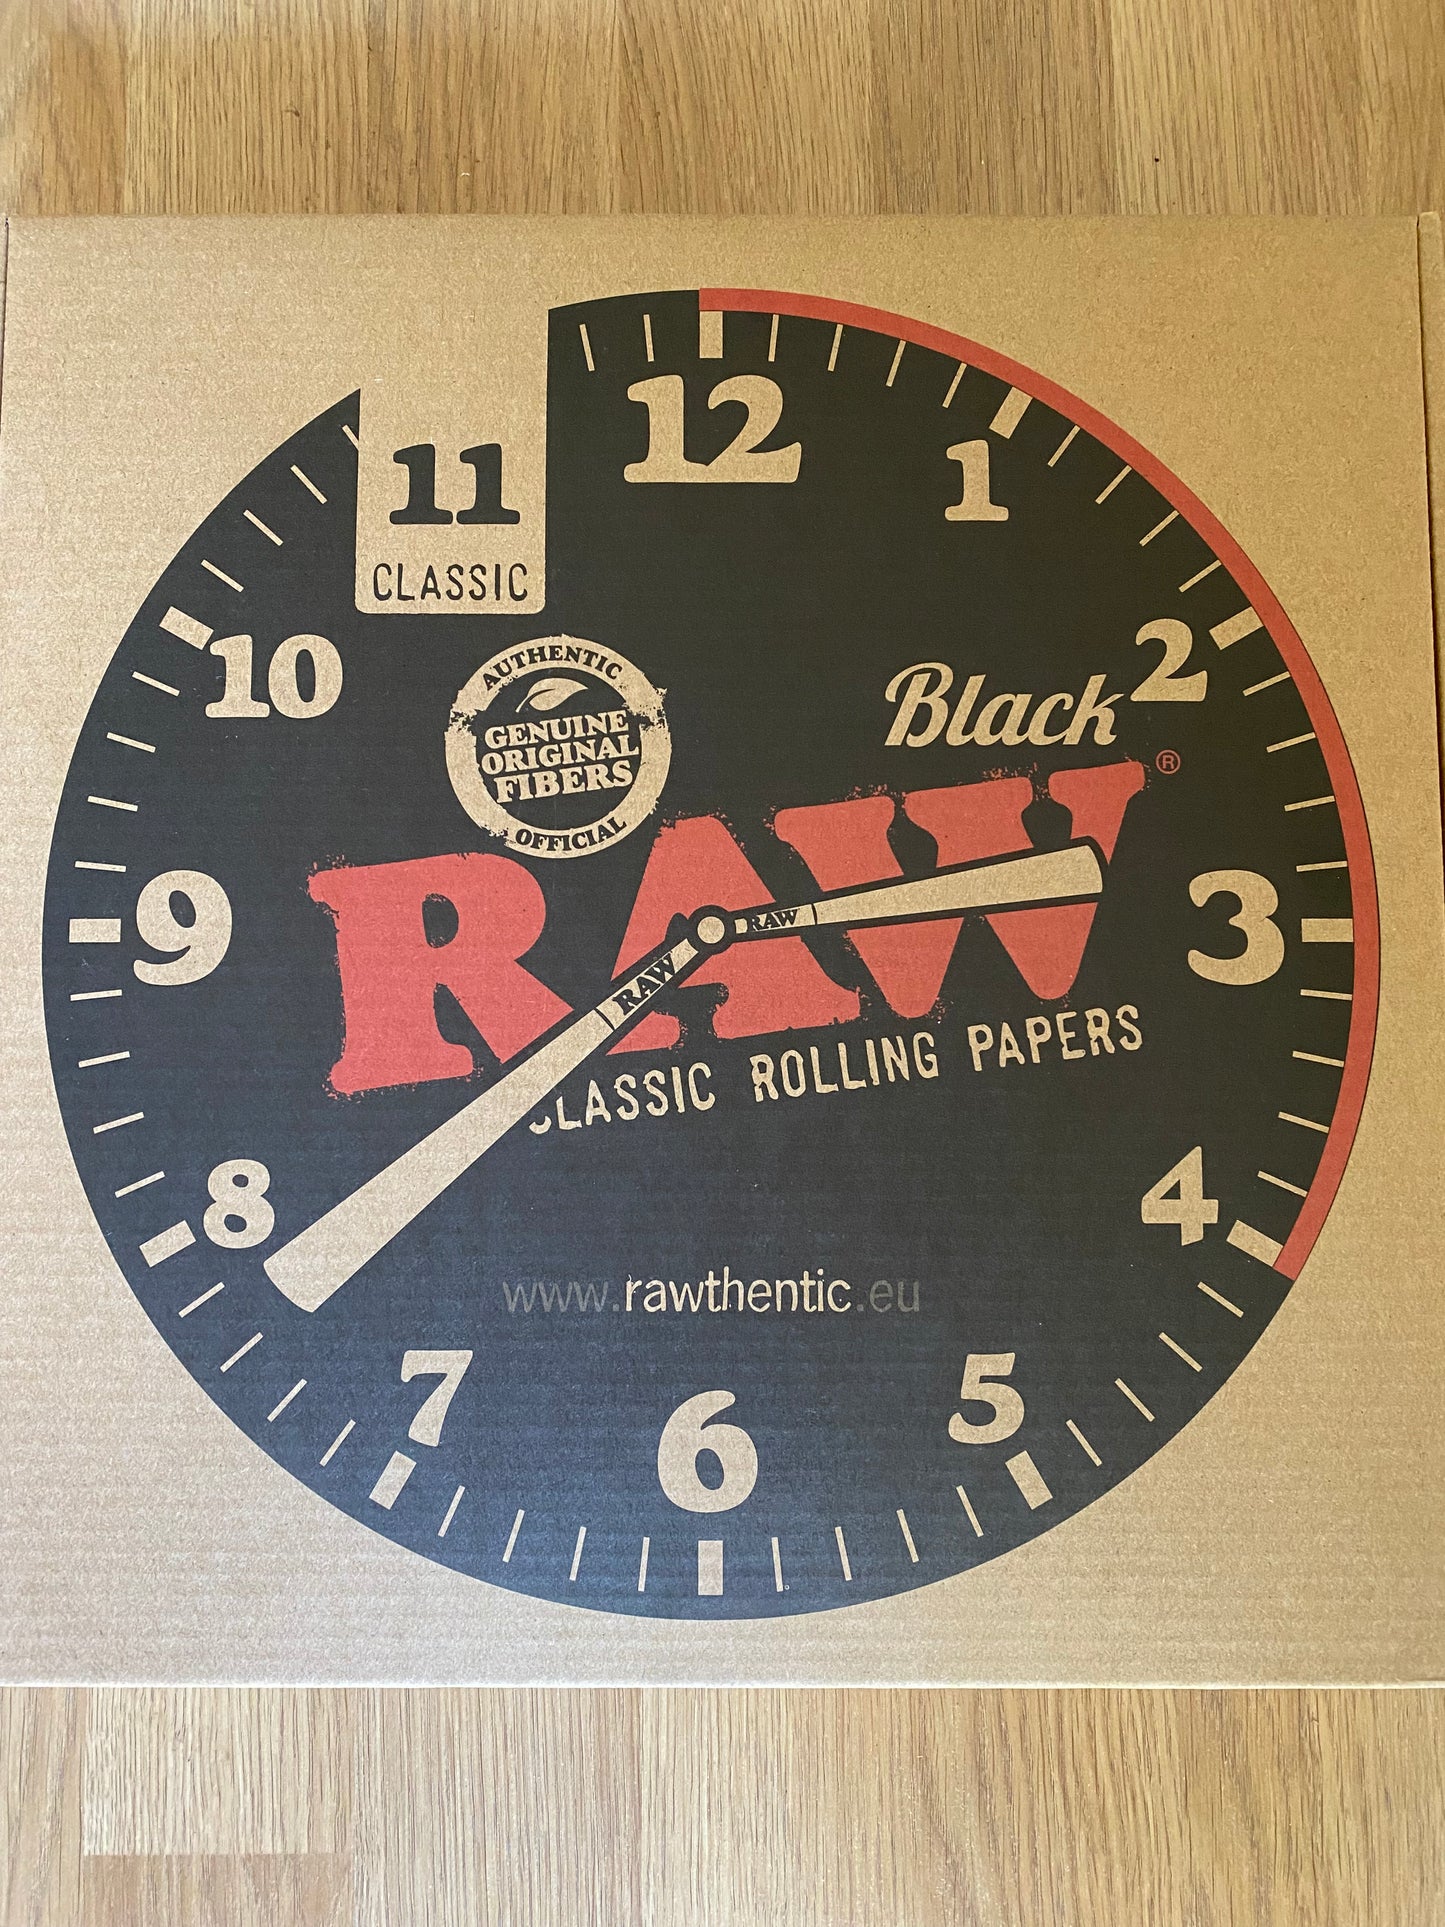 12
11
1
CLASSIC
10
2
AUTHENTIC
GENUINE
ORIGINAL
FIBERS
OFFICIAL
Black
RAW®
RAW
RAW
9
3
CLASSIC ROLLING PAPERS
8
4
www.rawthentic.eu
7
5
6